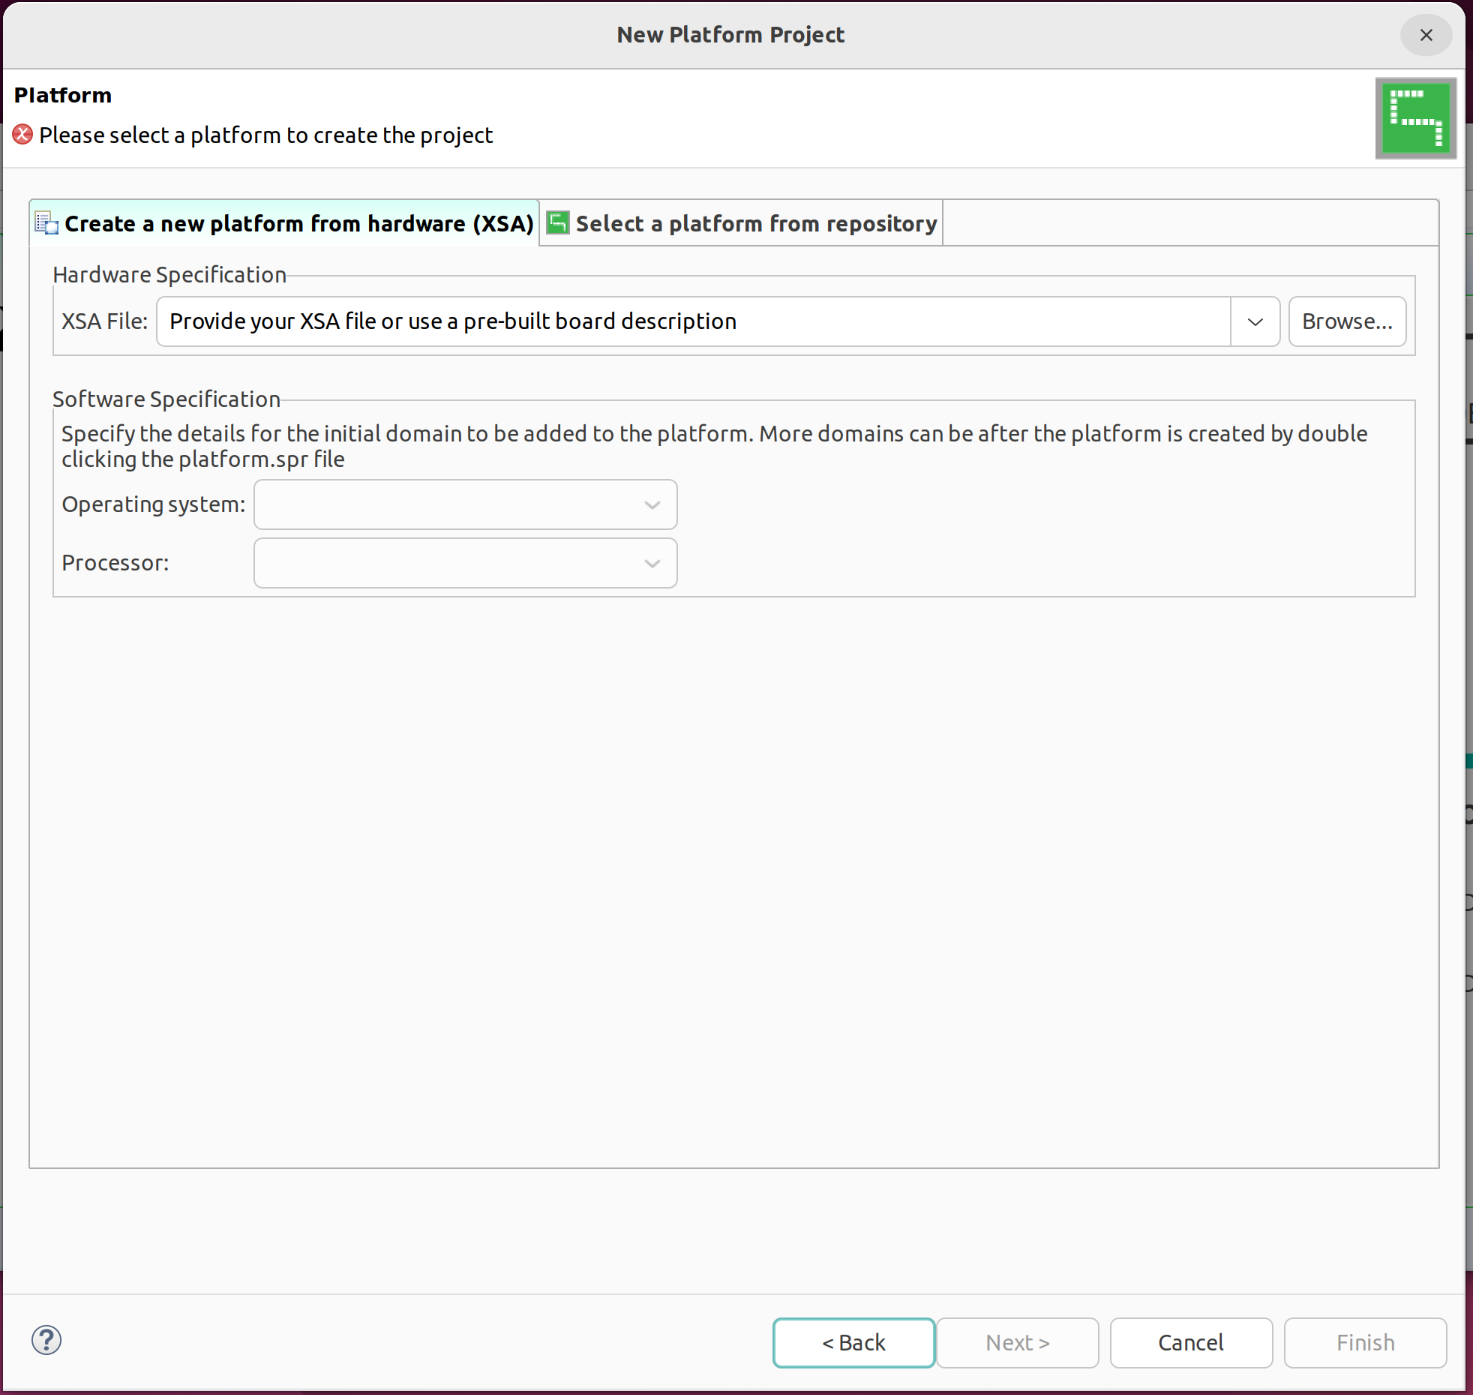 New Platform Project
Platform
Please select a platform to create the project
Create a new platform from hardware (XSA)
Select a platform from repository
Hardware Specification
XSA File:
Provide your XSA file or use a pre-built board description
Browse...
Software Specification
Specify the details for the initial domain to be added to the platform. More domains can be after the platform is created by double
clicking the platform.spr file
Operating system:
Processor:
?
< Back
Next >
Cancel
Finish